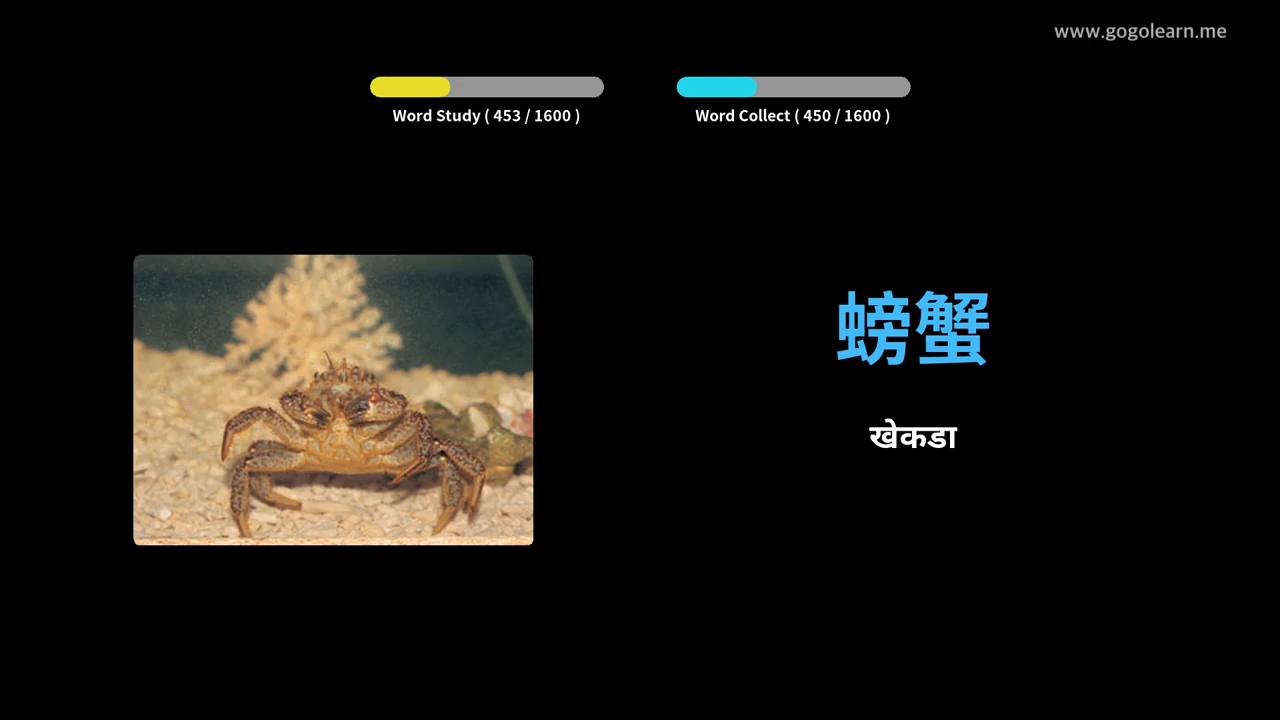 www.gogolearn.me
Word Study ( 453 / 1600 )
Word Collect ( 450 / 1600 )
螃蟹
खेकडा